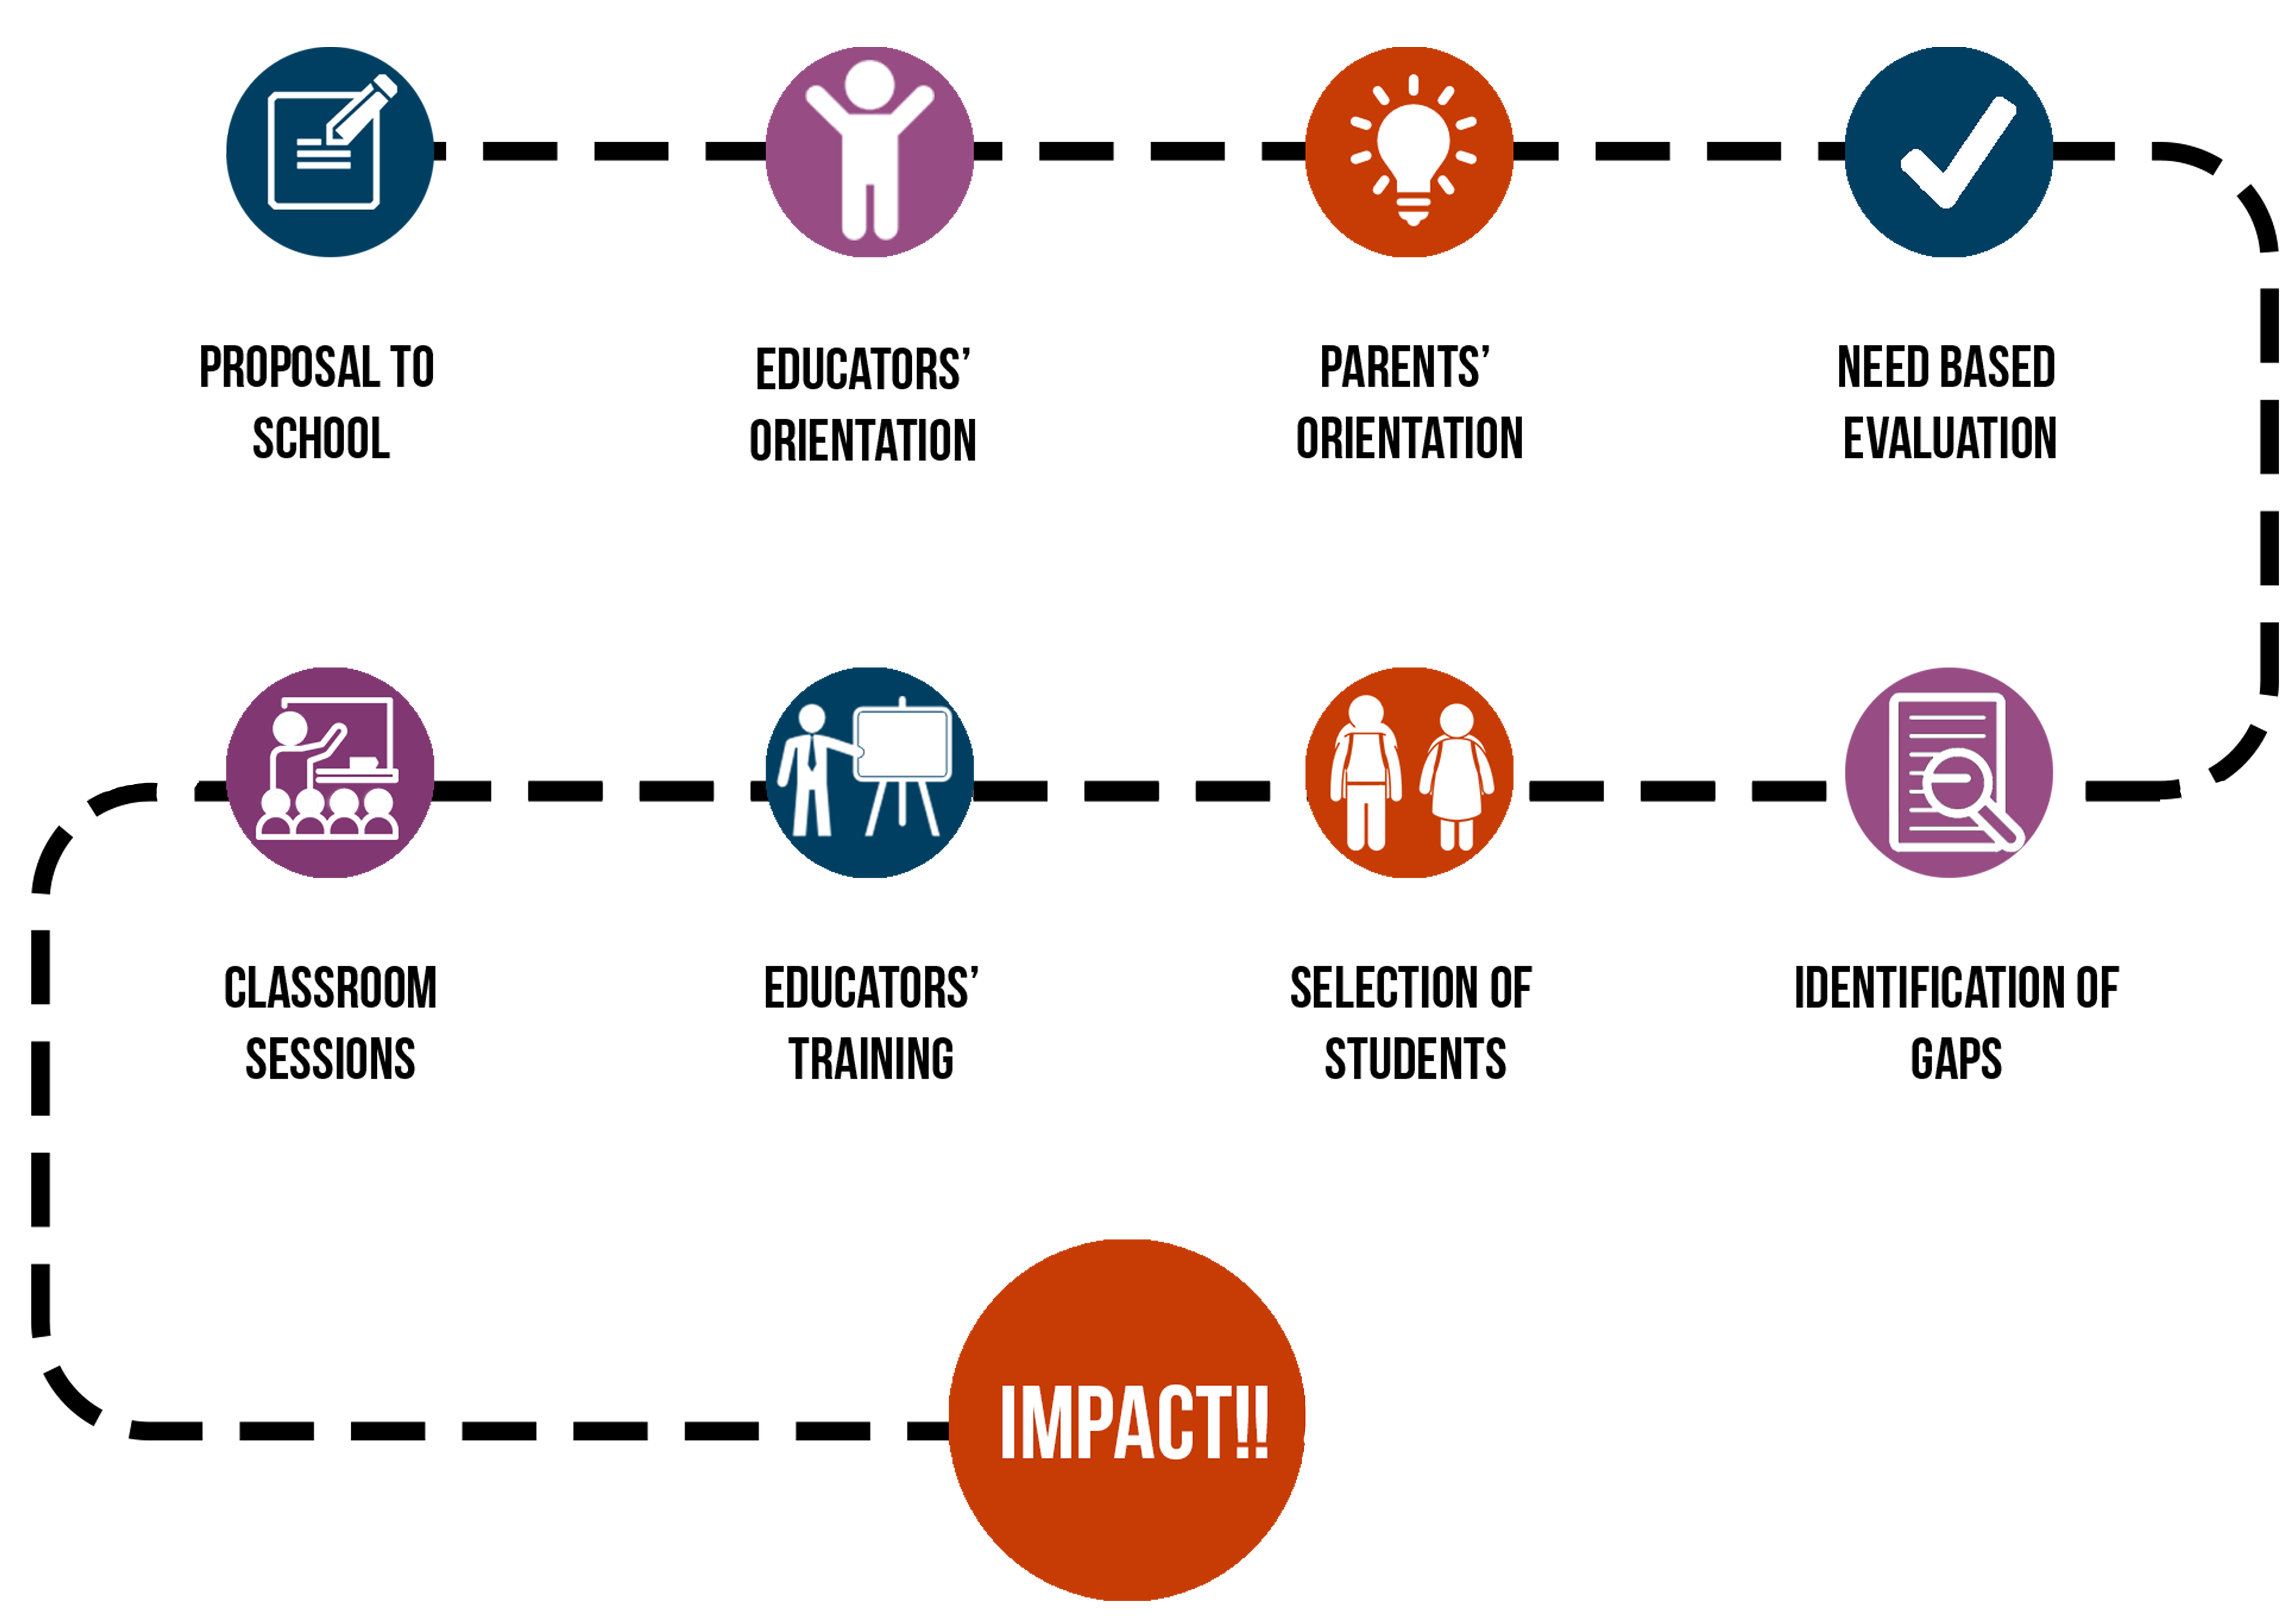 PROPOSAL TO
SCHOOL
EDUCATORS’
ORIENTATION
PARENTS’
ORIENTATION
NEED BASED
EVALUATION
CLASSROOM
SESSIONS
EDUCATORS’
TRAINING
SELECTION OF
STUDENTS
IDENTIFICATION OF
GAPS
IMPACT!!